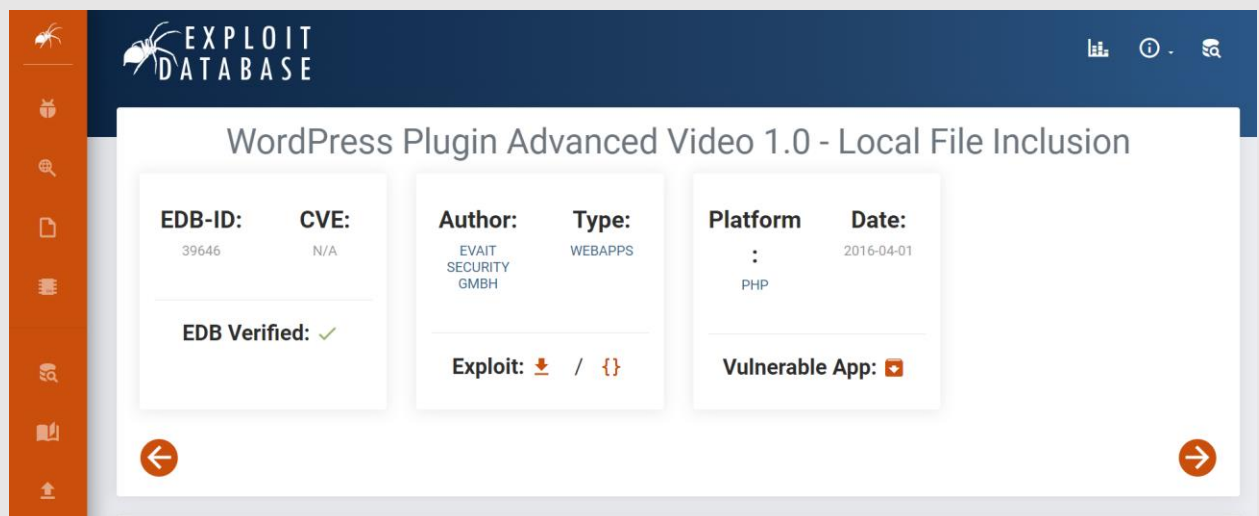 EXPLOIT
DATABASE
WordPress Plugin Advanced Video 1.0 - Local File Inclusion
EDB-ID:
39646
CVE:
N/A
EDB Verified:
Author:
EVAIT
SECURITY
GMBH
Type:
WEBAPPS
Exploit: / {}
Platform
:
PHP
Date:
2016-04-01
Vulnerable App: